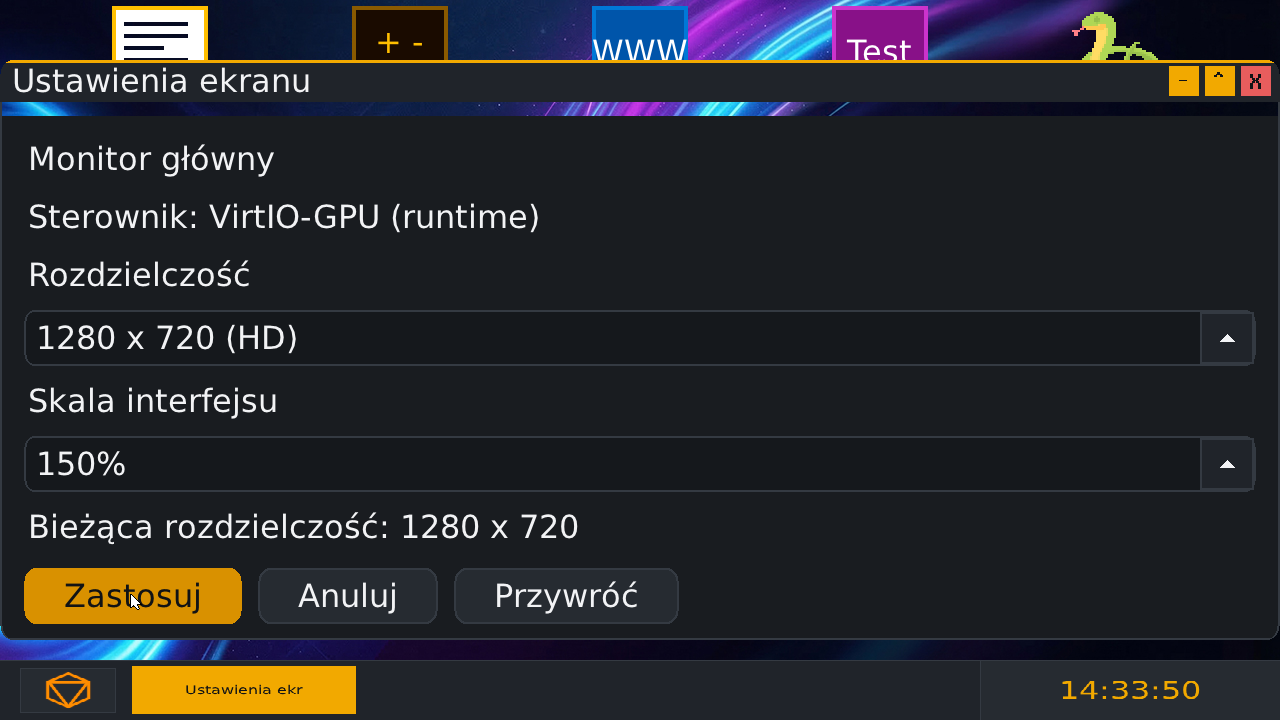 + -
WWW
Test
Ustawienia ekranu
- ^ X
Monitor główny
Sterownik: VirtIO-GPU (runtime)
Rozdzielczość
1280 x 720 (HD)
Skala interfejsu
150%
Bieżąca rozdzielczość: 1280 x 720
Zastosuj Anuluj Przywróć
Ustawienia ekr 14:33:50